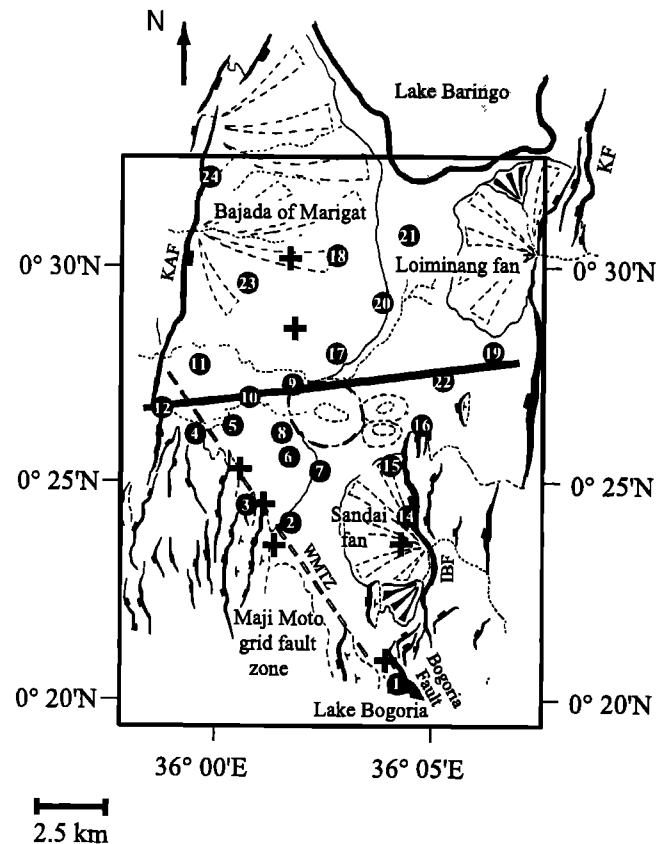 N
Lake Baringo
KF
24
Bajada of Marigat
21
KAF
18
0° 30'N
0° 30'N
Loiminang fan
23
20
17
19
11
9
22
10
12
16
4
5
8
6
15
7
0° 25'N
0° 25'N
3
14
2
Sandai
fan
WMTZ
IBF
Maji Moto
grid fault
zone
Bogoria
Fault
1
0° 20'N
0° 20'N
Lake Bogoria
36° 00'E
36° 05'E
2.5 km